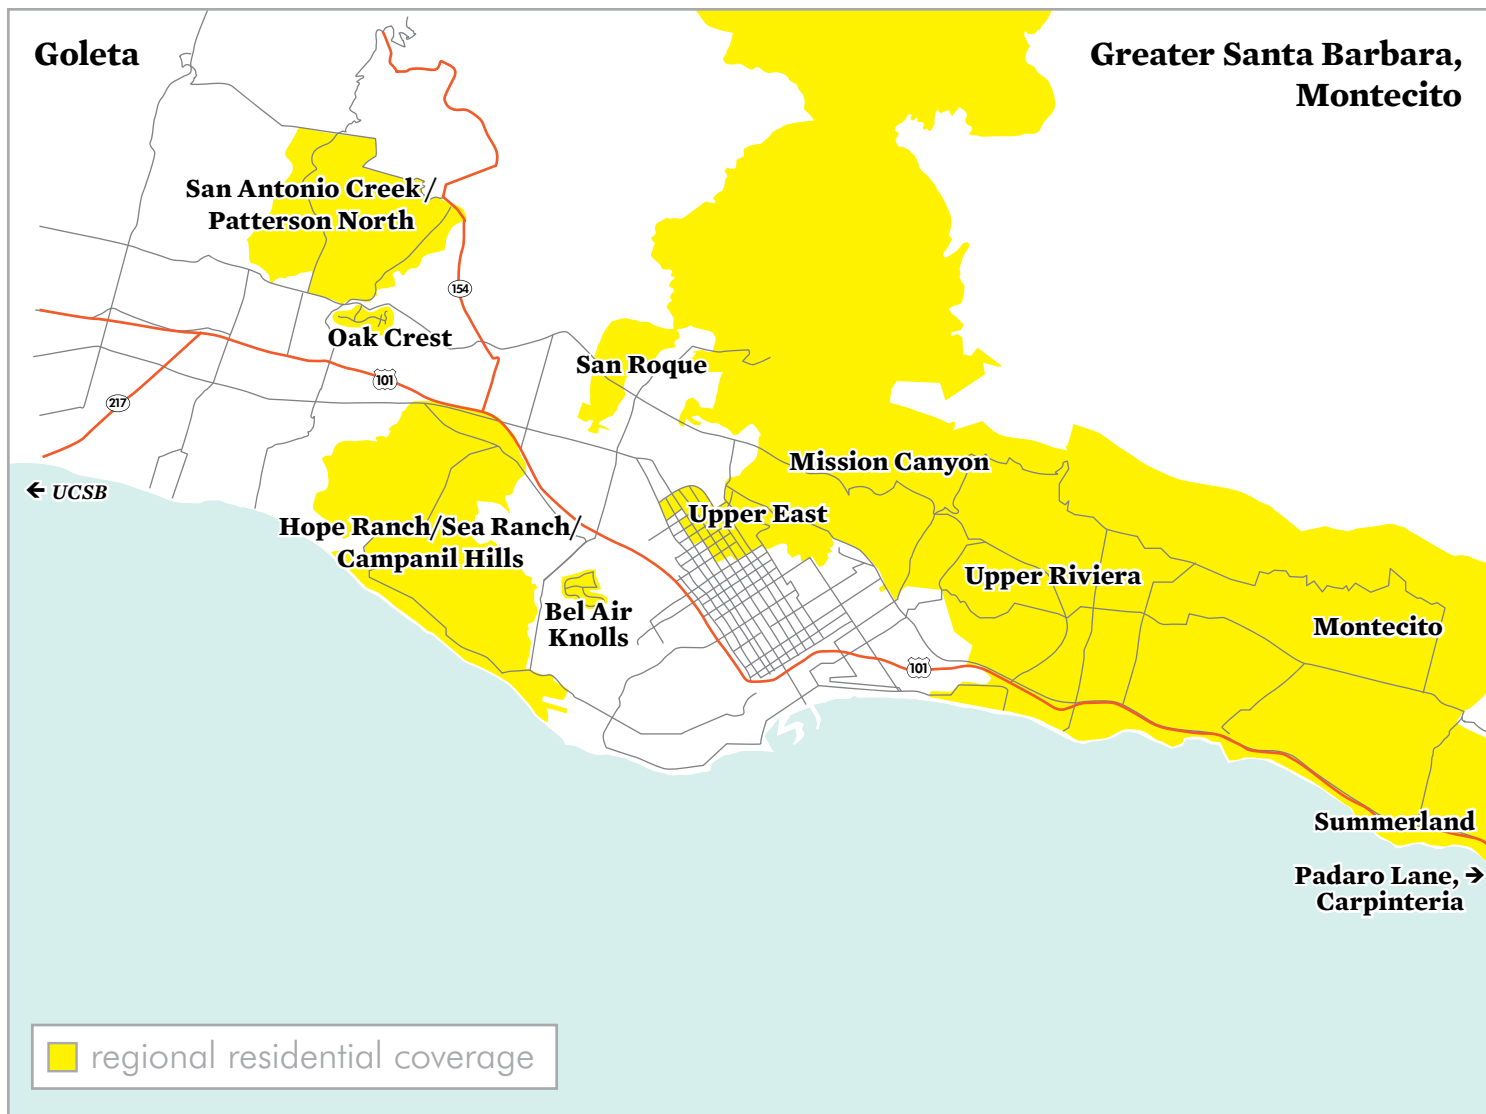 Goleta
Greater Santa Barbara,
Montecito
San Antonio Creek/
Patterson North
154
Oak Crest
San Roque
101
217
Mission Canyon
← UCSB
Upper East
Hope Ranch/Sea Ranch/
Campanil Hills
Upper Riviera
Bel Air
Knolls
Montecito
101
Summerland
Padaro Lane, →
Carpinteria
regional residential coverage